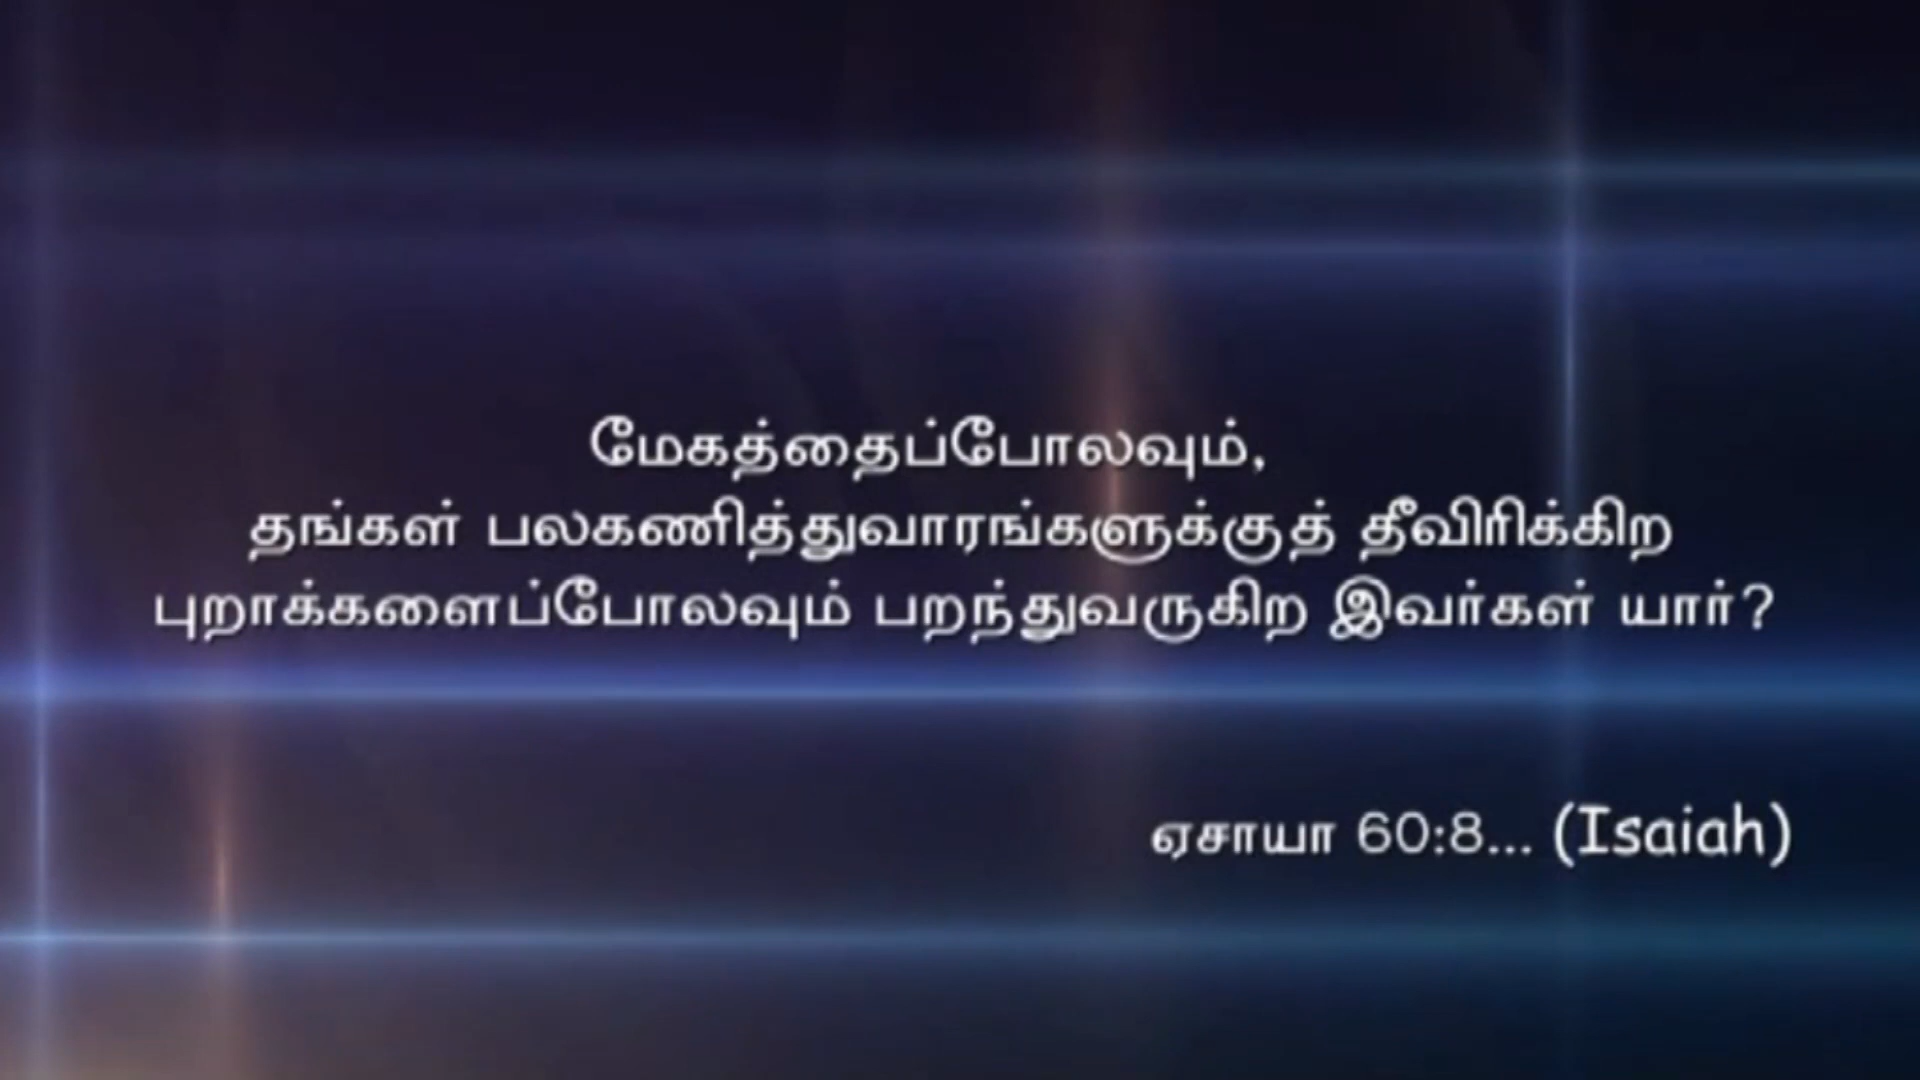 மேகத்தைப்போலவும்,
தங்கள் பலகணித்துவாரங்களுக்குத் தீவிரிக்கிற
புறாக்களைப்போலவும் பறந்துவருகிற இவர்கள் யார்?
ஏசாயா 60:8... (Isaiah)